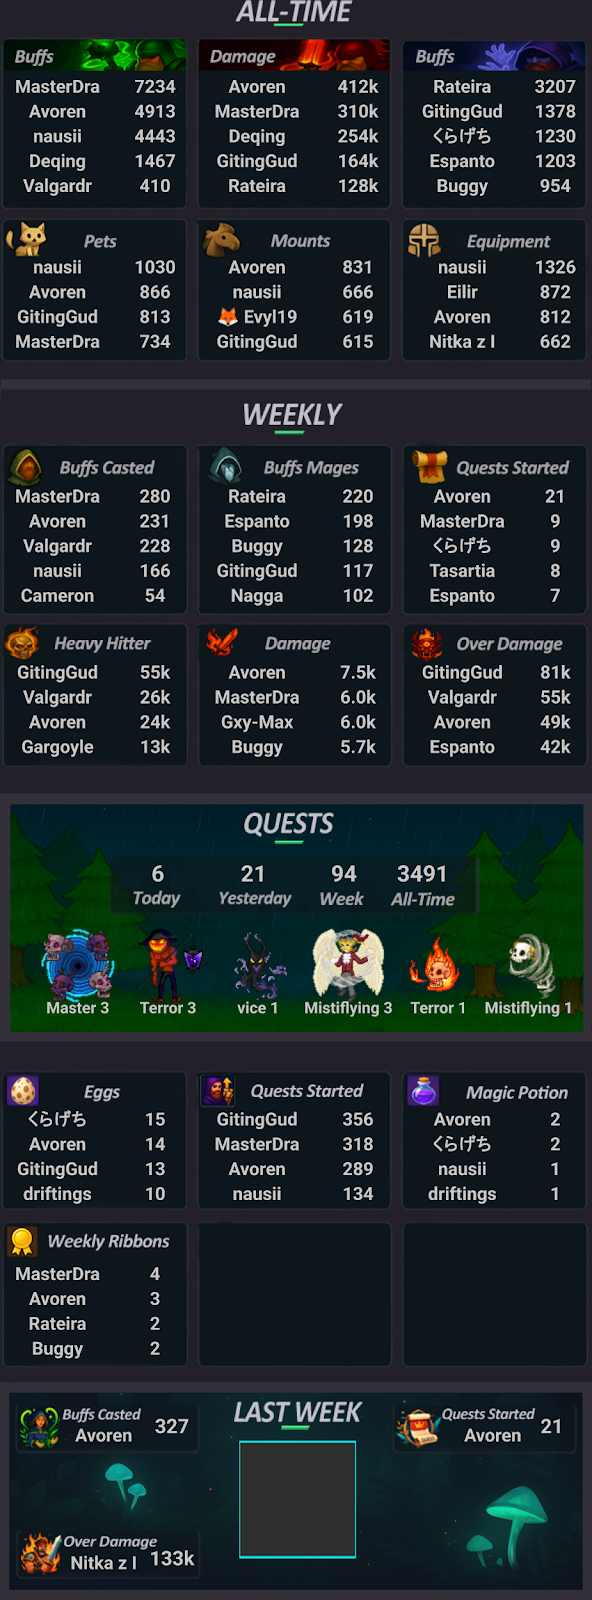 ALL-TIME
Buffs
MasterDra 7234
Avoren 4913
nausii 4443
Deqing 1467
Valgardr 410
Damage
Avoren 412k
MasterDra 310k
Deqing 254k
GitingGud 164k
Rateira 128k
Buffs
Rateira 3207
GitingGud 1378
くらげち 1230
Espanto 1203
Buggy 954
Pets
nausii 1030
Avoren 866
GitingGud 813
MasterDra 734
Mounts
Avoren 831
nausii 666
🦊 Evyl19 619
GitingGud 615
Equipment
nausii 1326
Eilir 872
Avoren 812
Nitka z I 662
WEEKLY
Buffs Casted
MasterDra 280
Avoren 231
Valgardr 228
nausii 166
Cameron 54
Buffs Mages
Rateira 220
Espanto 198
Buggy 128
GitingGud 117
Nagga 102
Quests Started
Avoren 21
MasterDra 9
くらげち 9
Tasartia 8
Espanto 7
Heavy Hitter
GitingGud 55k
Valgardr 26k
Avoren 24k
Gargoyle 13k
Damage
Avoren 7.5k
MasterDra 6.0k
Gxy-Max 6.0k
Buggy 5.7k
Over Damage
GitingGud 81k
Valgardr 55k
Avoren 49k
Espanto 42k
QUESTS
6 21 94 3491
Today Yesterday Week All-Time
Master 3 Terror 3 vice 1 Mistiflying 3 Terror 1 Mistiflying 1
Eggs
くらげち 15
Avoren 14
GitingGud 13
driftings 10
Quests Started
GitingGud 356
MasterDra 318
Avoren 289
nausii 134
Magic Potion
Avoren 2
くらげち 2
nausii 1
driftings 1
Weekly Ribbons
MasterDra 4
Avoren 3
Rateira 2
Buggy 2
LAST WEEK
Buffs Casted
Avoren 327
Quests Started
Avoren 21
Over Damage
Nitka z I 133k